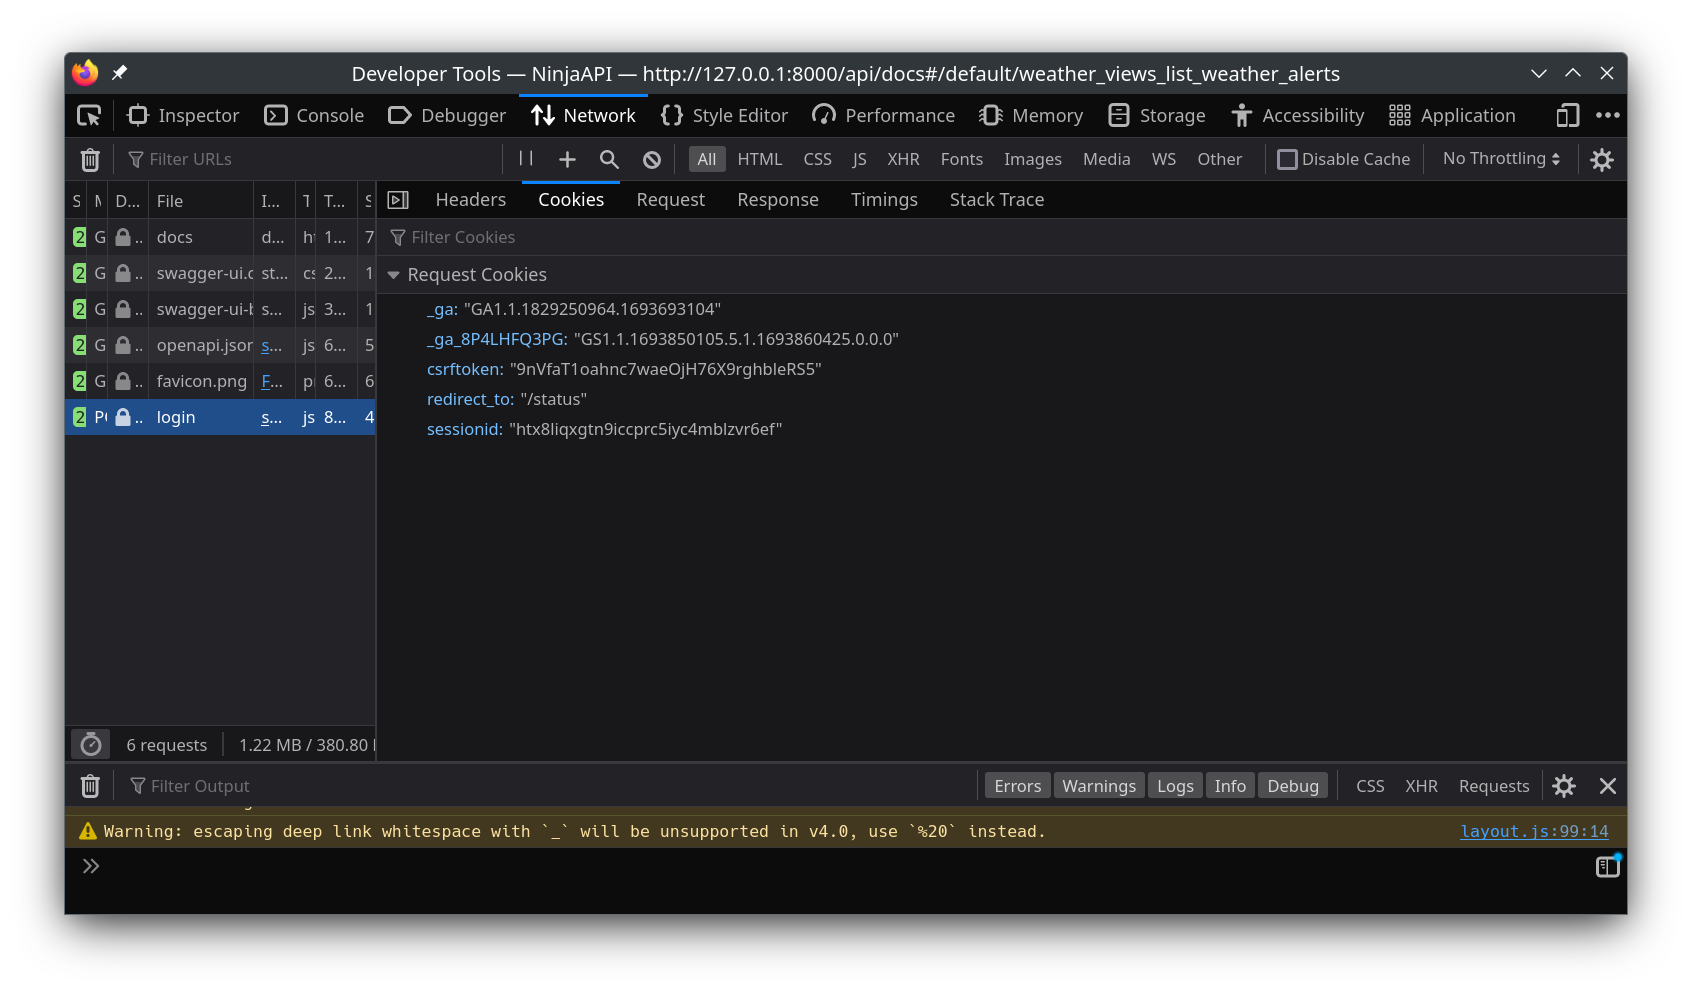 Developer Tools — NinjaAPI — http://127.0.0.1:8000/api/docs#/default/weather_views_list_weather_alerts
Inspector Console Debugger Network Style Editor Performance Memory Storage Accessibility Application
Filter URLs All HTML CSS JS XHR Fonts Images Media WS Other Disable Cache No Throttling
S M D... File I... T T... S
Headers Cookies Request Response Timings Stack Trace
2 G .. docs d... ht 1... 7
Filter Cookies
2 G .. swagger-ui.c st... cs 2... 1
Request Cookies
2 G .. swagger-ui-b s... js 3... 1
_ga: "GA1.1.1829250964.1693693104"
2 G .. openapi.json s... js 6... 5
_ga_8P4LHFQ3PG: "GS1.1.1693850105.5.1.1693860425.0.0.0"
2 G .. favicon.png F... 6... 6
csrftoken: "9nVfaT1oahnc7waeOjH76X9rghbleRS5"
2 .. login s... js 8... 4
redirect_to: "/status"
sessionid: "htx8liqxgtn9iccprc5iyc4mblzvr6ef"
6 requests 1.22 MB / 380.80
Filter Output Errors Warnings Logs Info Debug CSS XHR Requests
Warning: escaping deep link whitespace with `_` will be unsupported in v4.0, use `%20` instead. layout.js:99:14